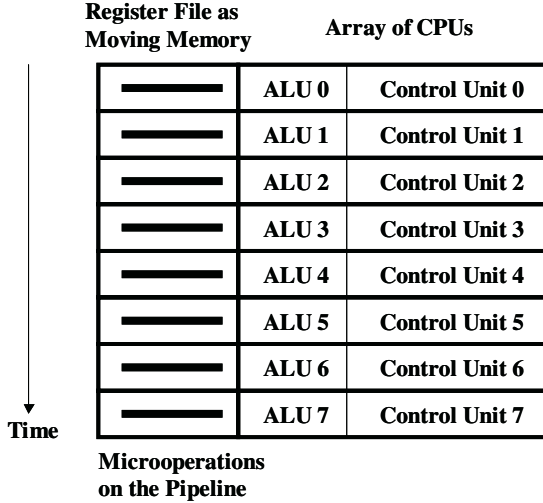 Register File as
Moving Memory
Array of CPUs
ALU 0 Control Unit 0
ALU 1 Control Unit 1
ALU 2 Control Unit 2
ALU 3 Control Unit 3
ALU 4 Control Unit 4
ALU 5 Control Unit 5
ALU 6 Control Unit 6
ALU 7 Control Unit 7
Time
Microoperations
on the Pipeline